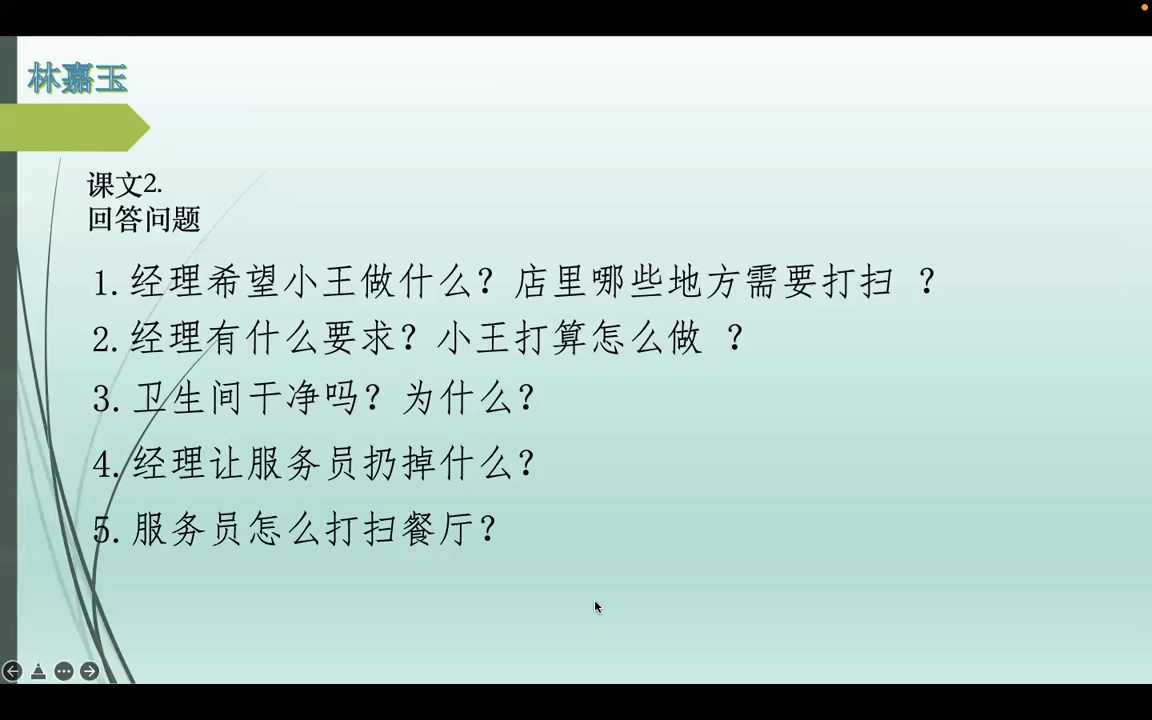 林嘉玉
课文2.
回答问题
1.经理希望小王做什么？店里哪些地方需要打扫 ？
2.经理有什么要求？小王打算怎么做 ？
3.卫生间干净吗？为什么？
4.经理让服务员扔掉什么？
5.服务员怎么打扫餐厅？